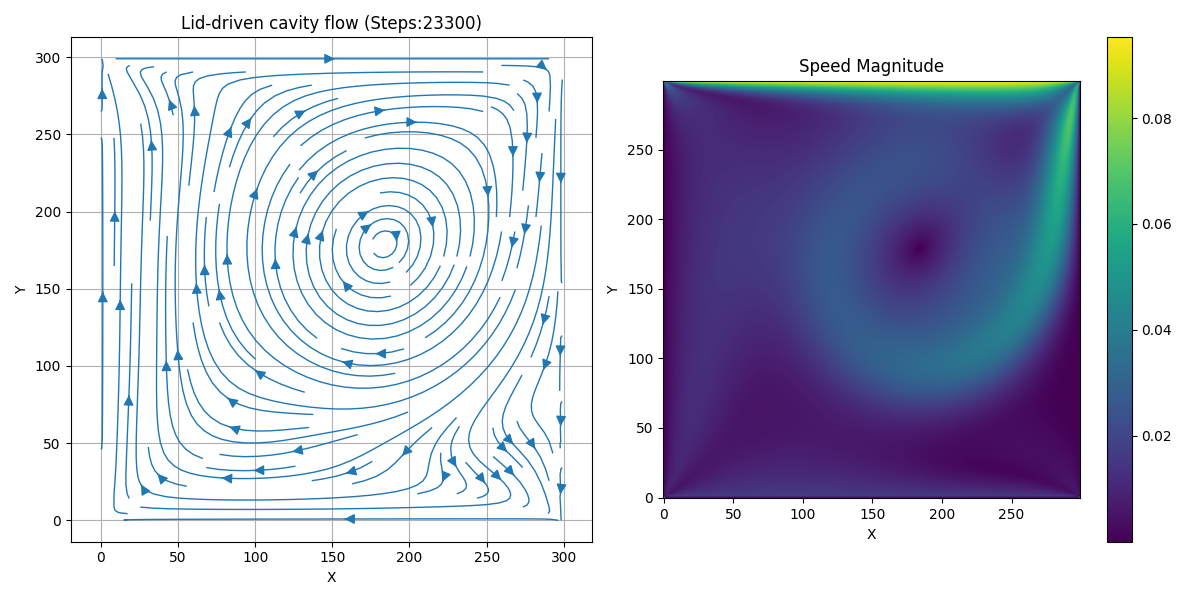 Lid-driven cavity flow (Steps:23300)
300
250
200
150
100
50
0
Y
0 50 100 150 200 250 300
X
Speed Magnitude
250
200
150
100
50
0
Y
0 50 100 150 200 250
X
0.08
0.06
0.04
0.02